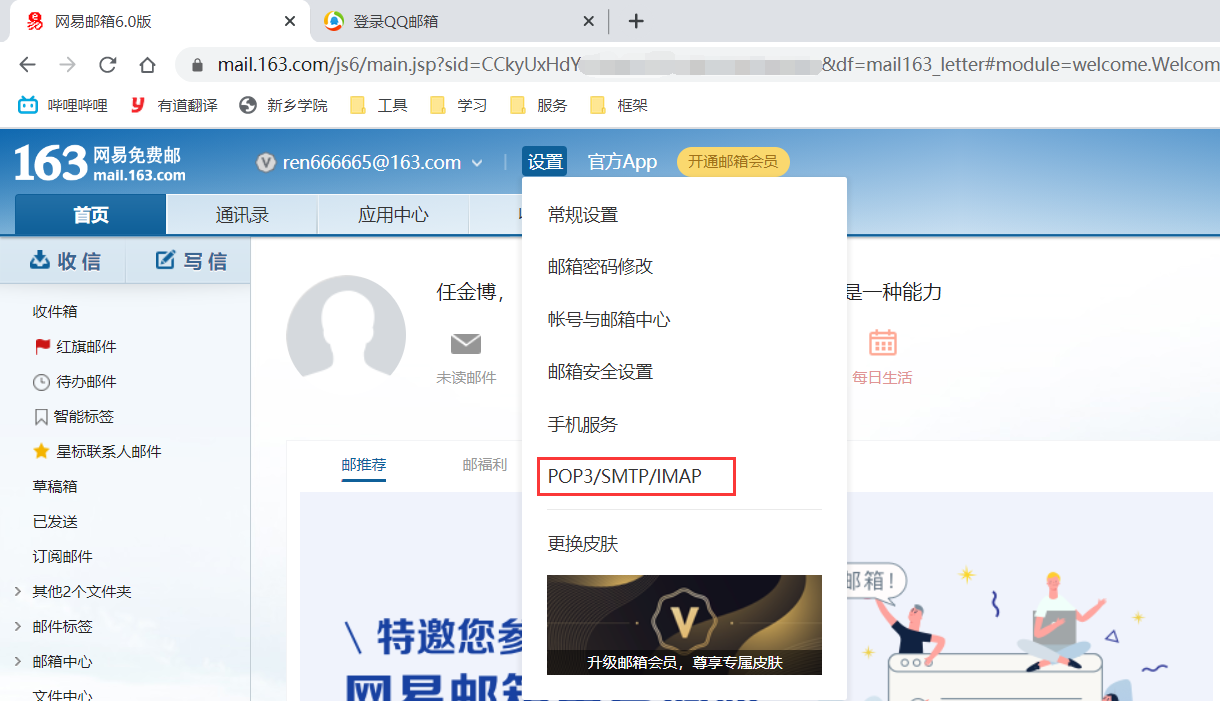 网易邮箱6.0版
登录QQ邮箱
mail.163.com/js6/main.jsp?sid=CCkyUxHdY
&df=mail163_letter#module=welcome.Welcom
哔哩哔哩
有道翻译
新乡学院
工具
学习
服务
框架
163 网易免费邮
mail.163.com
ren666665@163.com
设置
官方App
开通邮箱会员
首页
通讯录
应用中心
收信
写信
收件箱
红旗邮件
待办邮件
智能标签
星标联系人邮件
草稿箱
已发送
订阅邮件
其他2个文件夹
邮件标签
邮箱中心
文件中心
任金博，
是一种能力
未读邮件
每日生活
邮推荐
邮福利
常规设置
邮箱密码修改
帐号与邮箱中心
邮箱安全设置
手机服务
POP3/SMTP/IMAP
更换皮肤
V
升级邮箱会员，尊享专属皮肤
\ 特邀您参
网易邮箱
邮箱！